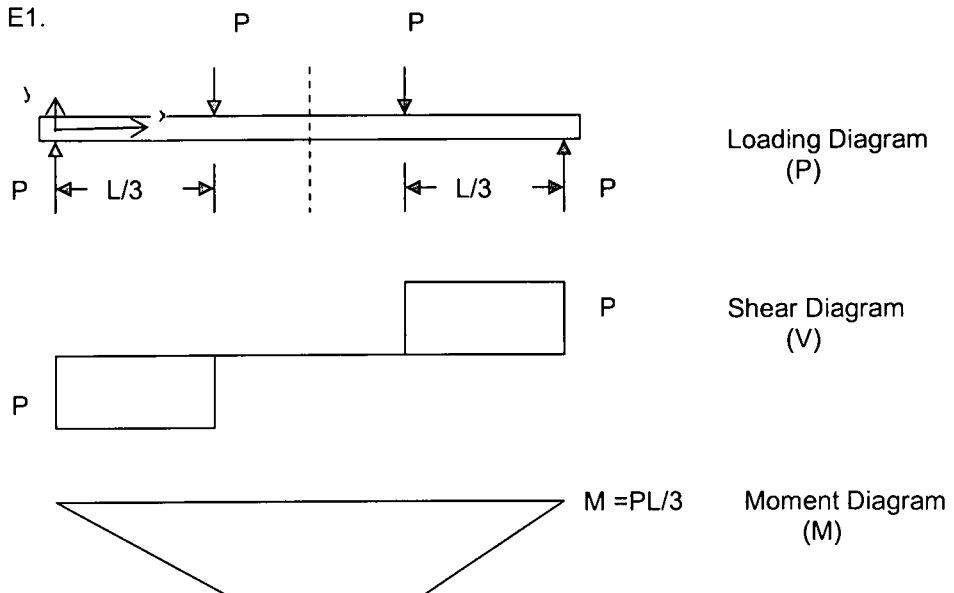 E1.
P P
y x
Loading Diagram
(P)
P L/3 L/3 P
P Shear Diagram
(V)
P
M =PL/3 Moment Diagram
(M)